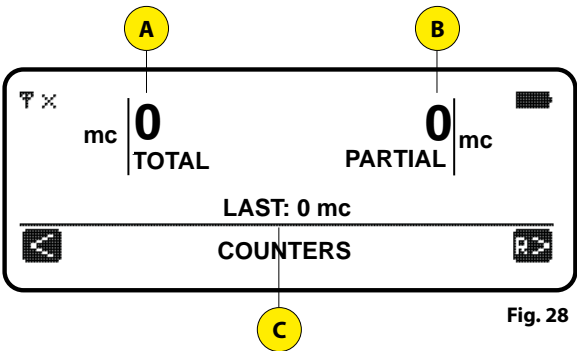 A B
mc 0 0 mc
TOTAL PARTIAL
LAST: 0 mc
< COUNTERS R>
C
Fig. 28